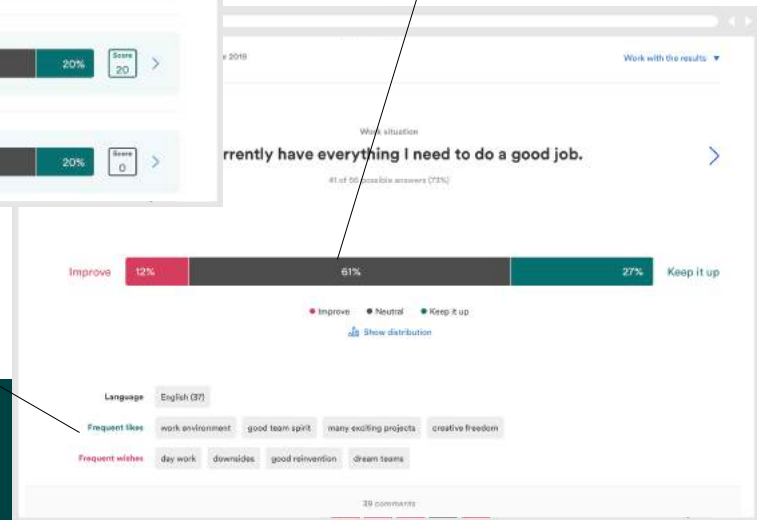 20%
Score
20
20%
Score
0
2019
Work with the results
Work situation
rrently have everything I need to do a good job.
41 of 56 possible answers (73%)
Improve
12%
61%
27%
Keep it up
Improve
Neutral
Keep it up
Show distribution
Language
English (37)
Frequent likes
work environment
good team spirit
many exciting projects
creative freedom
Frequent wishes
day work
downsides
good reinvention
dream teams
39 comments